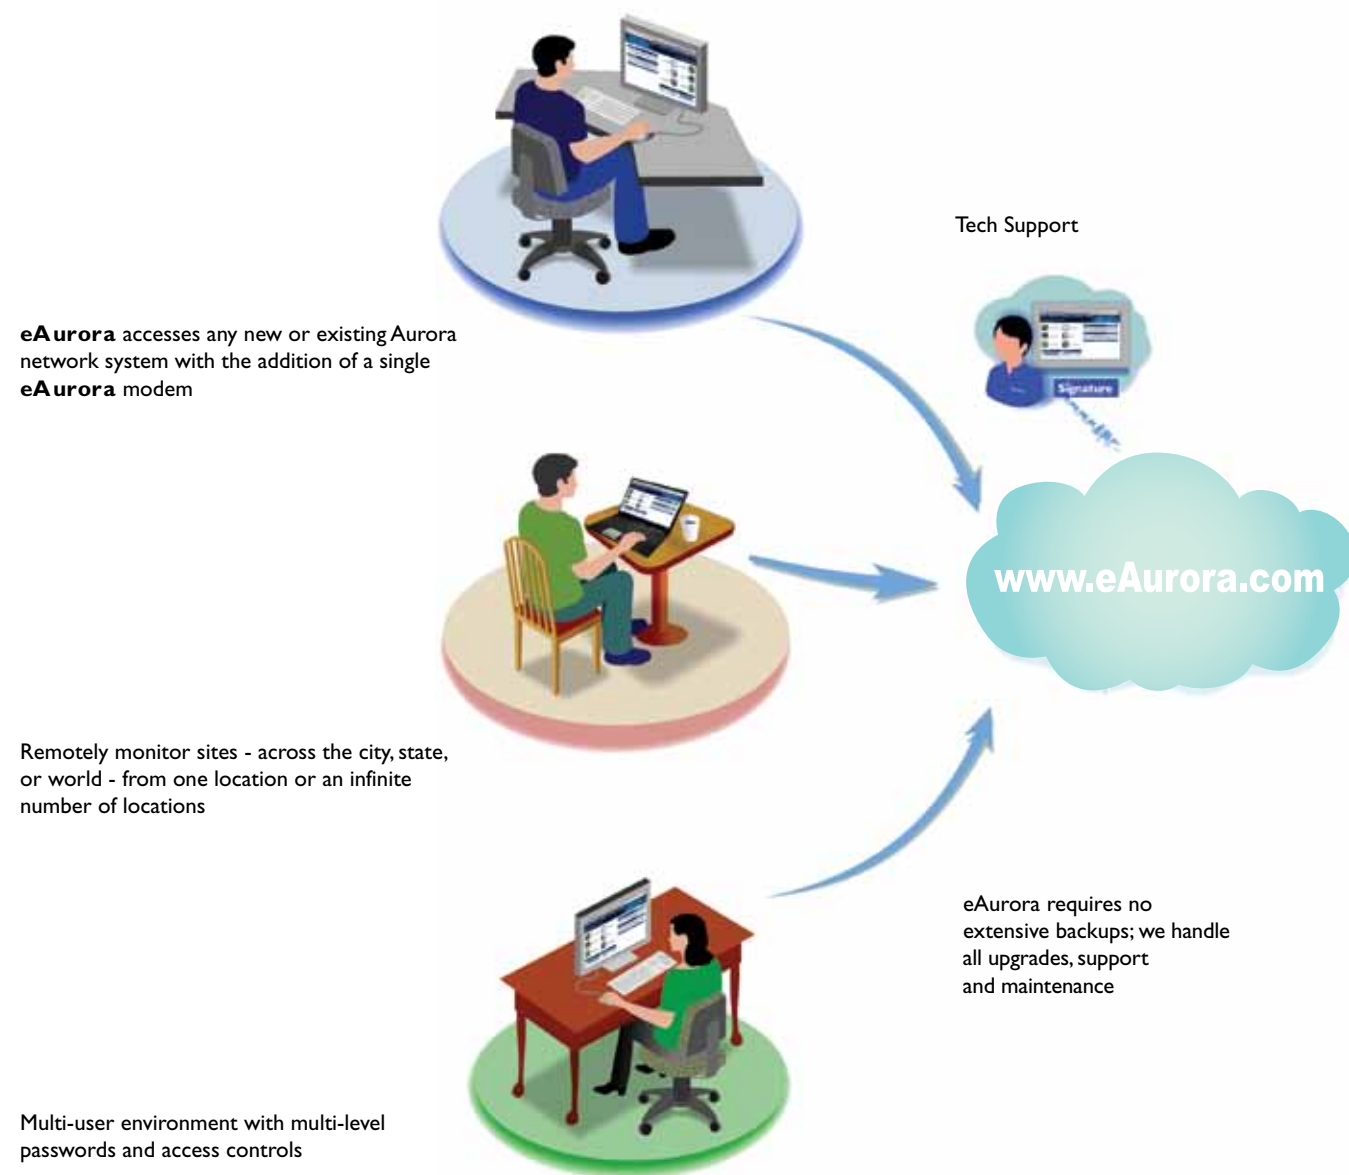 Tech Support
eAurora accesses any new or existing Aurora
network system with the addition of a single
eAurora modem
Signature
www.eAurora.com
Remotely monitor sites - across the city, state,
or world - from one location or an infinite
number of locations
eAurora requires no
extensive backups; we handle
all upgrades, support
and maintenance
Multi-user environment with multi-level
passwords and access controls